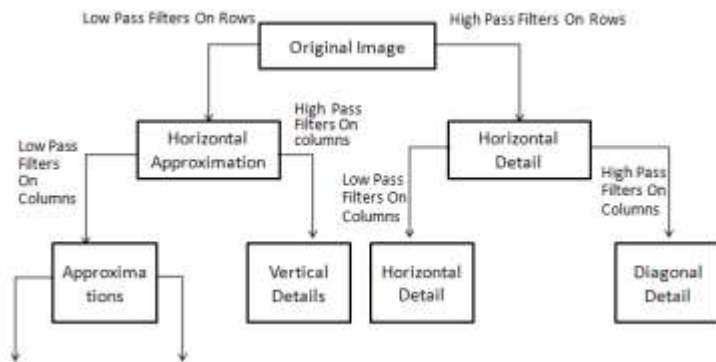 Low Pass Filters On Rows
High Pass Filters On Rows
Original Image
Low Pass
Filters
On
Columns
Horizontal
Approximation
High Pass
Filters On
columns
Horizontal
Detail
Low Pass
Filters On
Columns
High Pass
Filters On
Columns
Approxima
tions
Vertical
Details
Horizontal
Detail
Diagonal
Detail